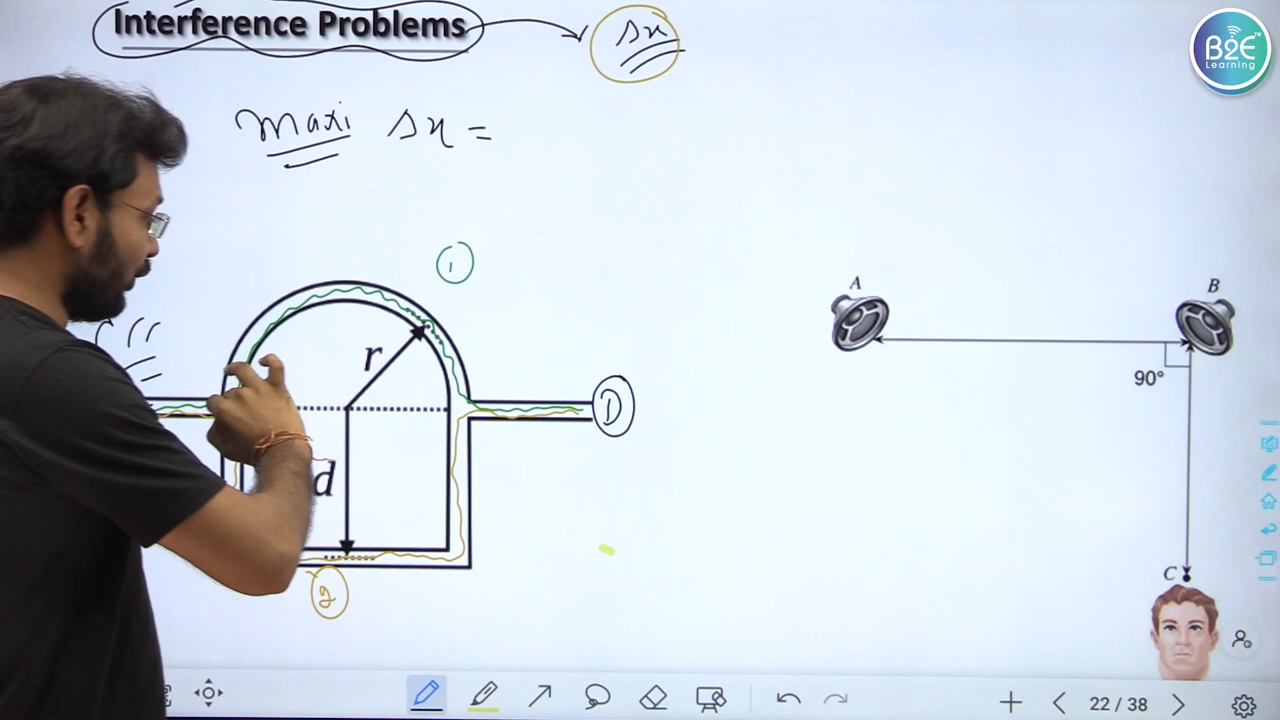 Interference Problems
Δx
B2E
Learning
Maxi Δx =
1
A
B
r
90°
D
d
C
2
22 / 38